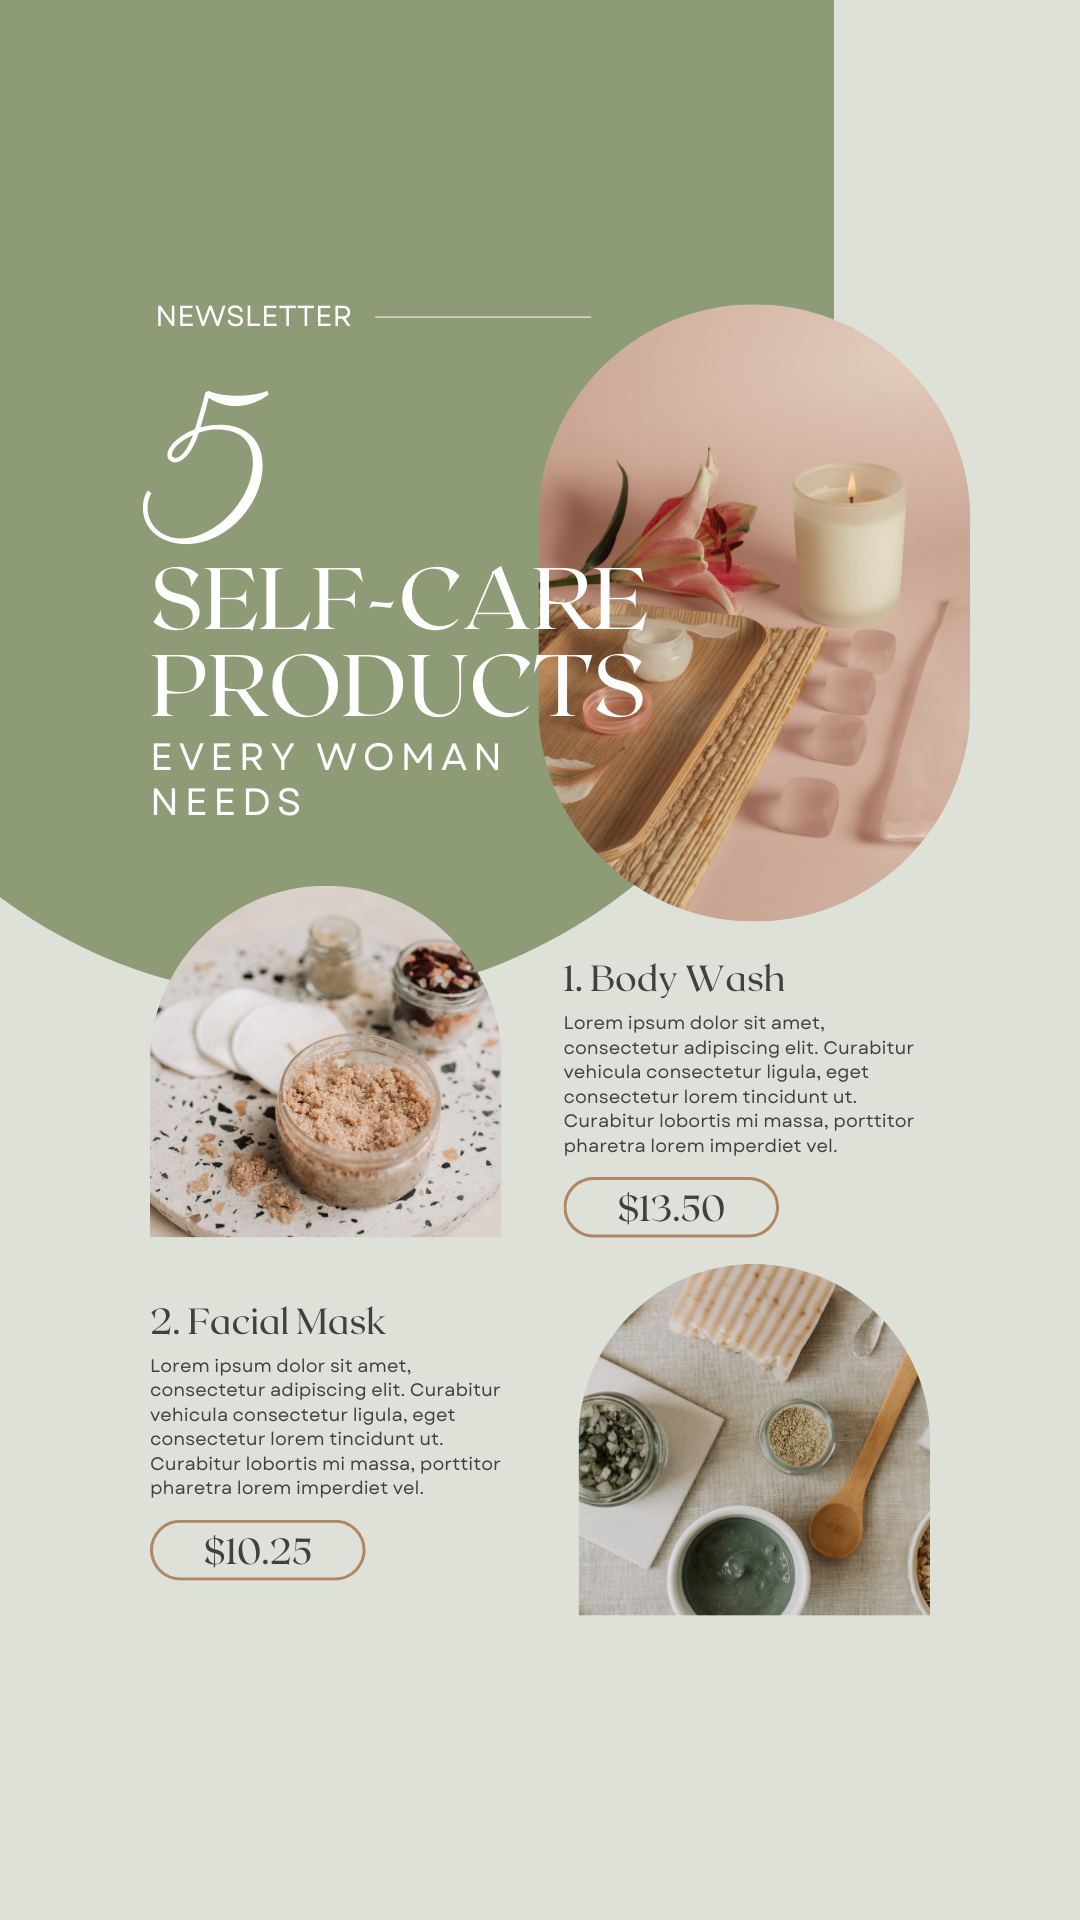 NEWSLETTER
5
SELF-CARE
PRODUCTS
EVERY WOMAN
NEEDS
1. Body Wash
Lorem ipsum dolor sit amet,
consectetur adipiscing elit. Curabitur
vehicula consectetur ligula, eget
consectetur lorem tincidunt ut.
Curabitur lobortis mi massa, porttitor
pharetra lorem imperdiet vel.
$13.50
2. Facial Mask
Lorem ipsum dolor sit amet,
consectetur adipiscing elit. Curabitur
vehicula consectetur ligula, eget
consectetur lorem tincidunt ut.
Curabitur lobortis mi massa, porttitor
pharetra lorem imperdiet vel.
$10.25